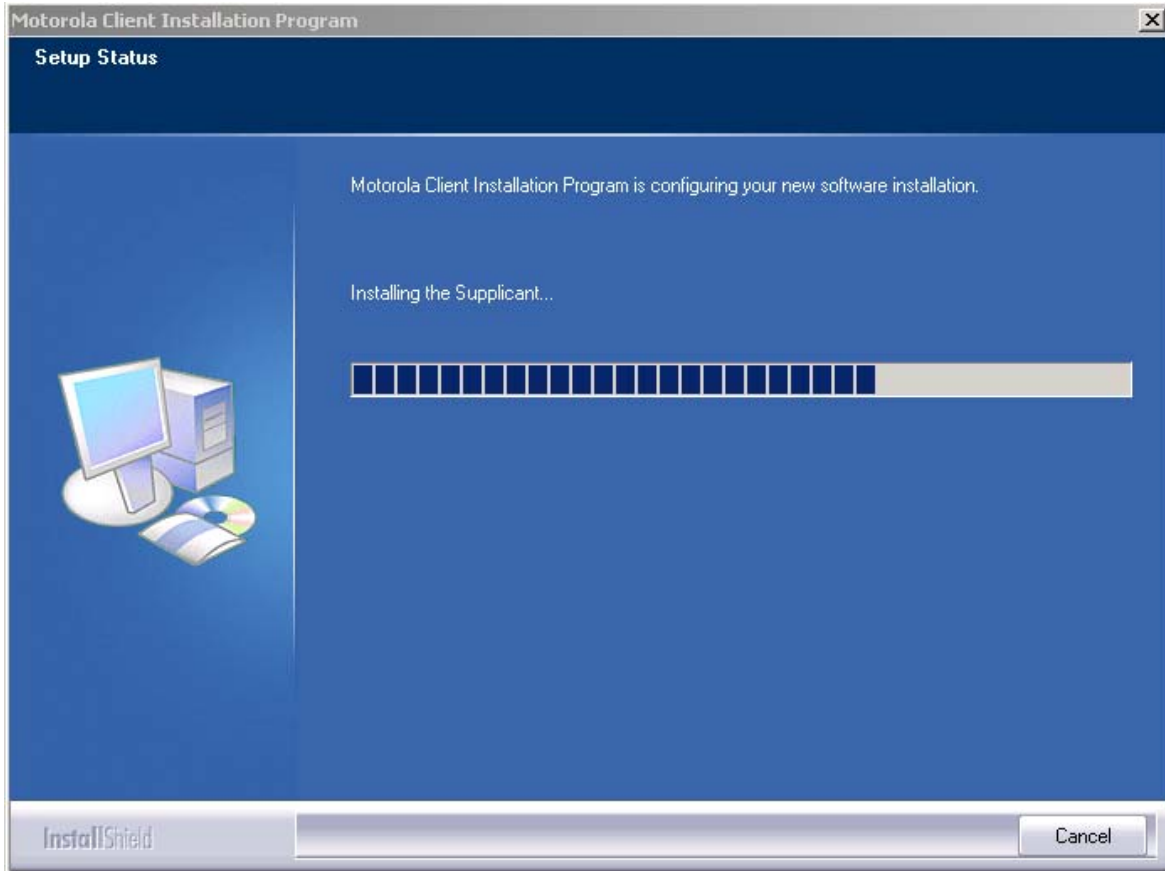 Motorola Client Installation Program
Setup Status
Motorola Client Installation Program is configuring your new software installation.
Installing the Supplicant...
InstallShield
Cancel